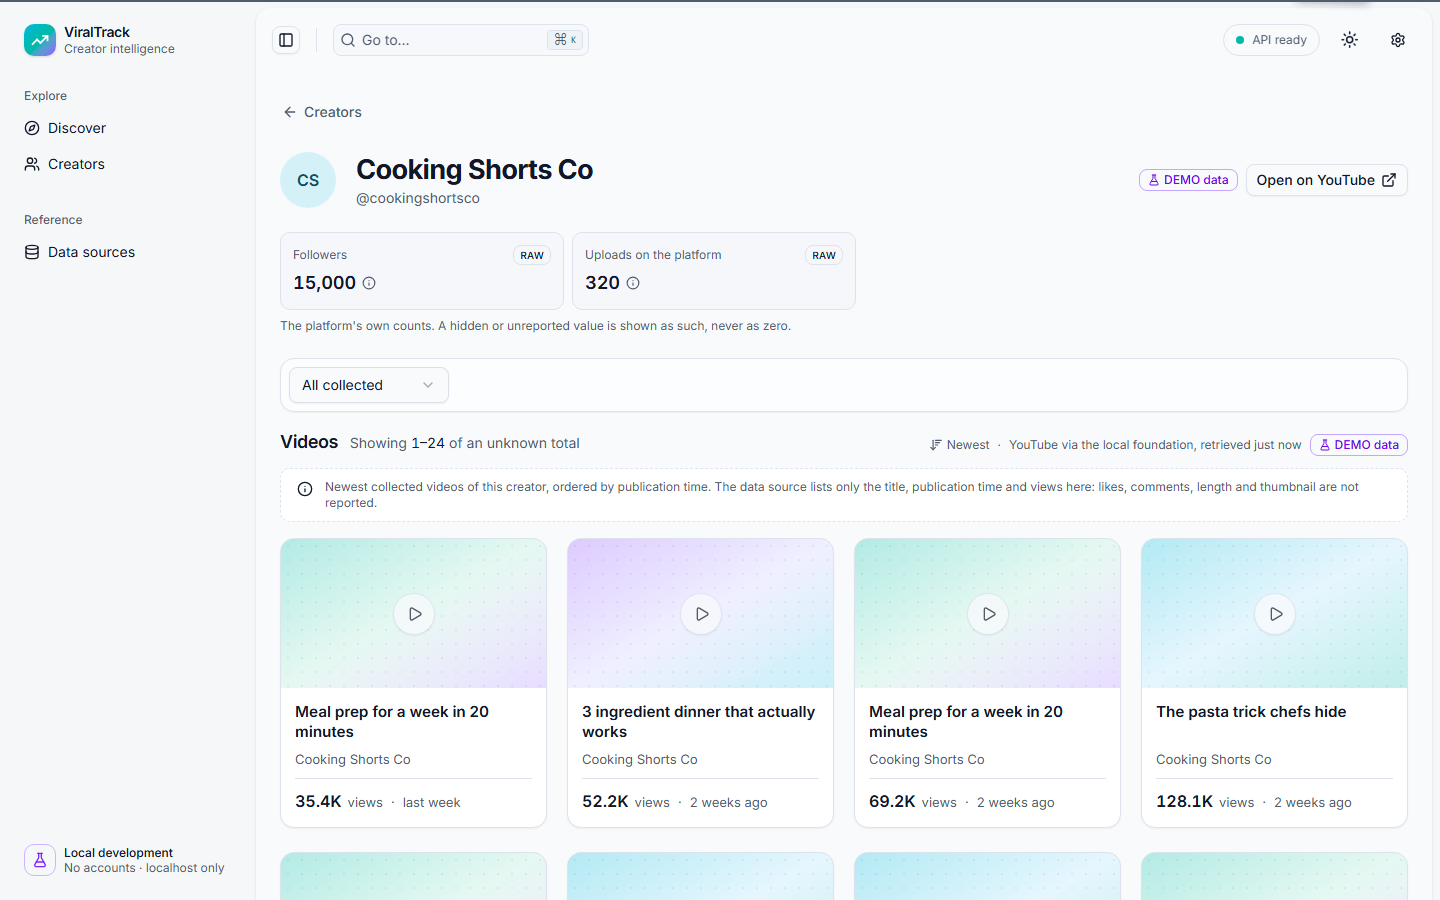 ViralTrack
Creator intelligence
Explore
Discover
Creators
Reference
Data sources
Local development
No accounts · localhost only
Go to...
⌘ K
API ready
Creators
CS
Cooking Shorts Co
@cookingshortsco
DEMO data
Open on YouTube
Followers
RAW
15,000
Uploads on the platform
RAW
320
The platform's own counts. A hidden or unreported value is shown as such, never as zero.
All collected
Videos
Showing 1–24 of an unknown total
Newest · YouTube via the local foundation, retrieved just now
DEMO data
Newest collected videos of this creator, ordered by publication time. The data source lists only the title, publication time and views here: likes, comments, length and thumbnail are not
reported.
Meal prep for a week in 20
minutes
Cooking Shorts Co
35.4K views · last week
3 ingredient dinner that actually
works
Cooking Shorts Co
52.2K views · 2 weeks ago
Meal prep for a week in 20
minutes
Cooking Shorts Co
69.2K views · 2 weeks ago
The pasta trick chefs hide
Cooking Shorts Co
128.1K views · 2 weeks ago